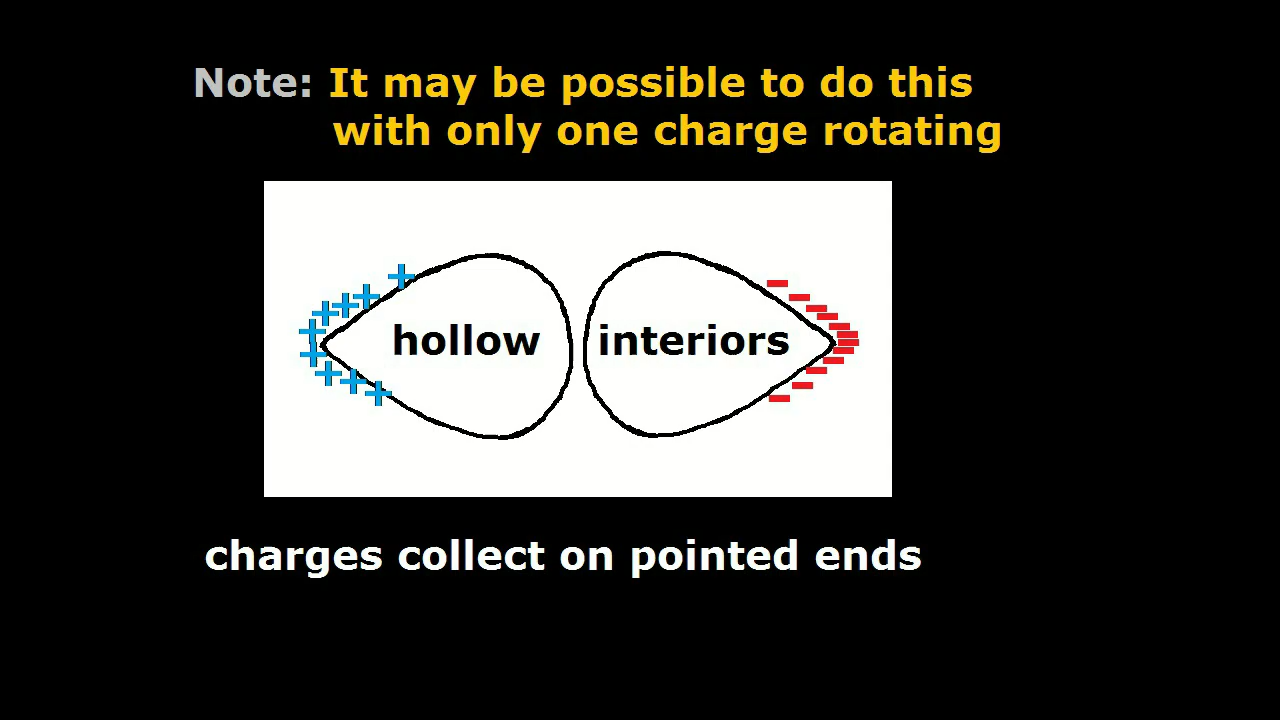 Note: It may be possible to do this
with only one charge rotating
hollow interiors
charges collect on pointed ends